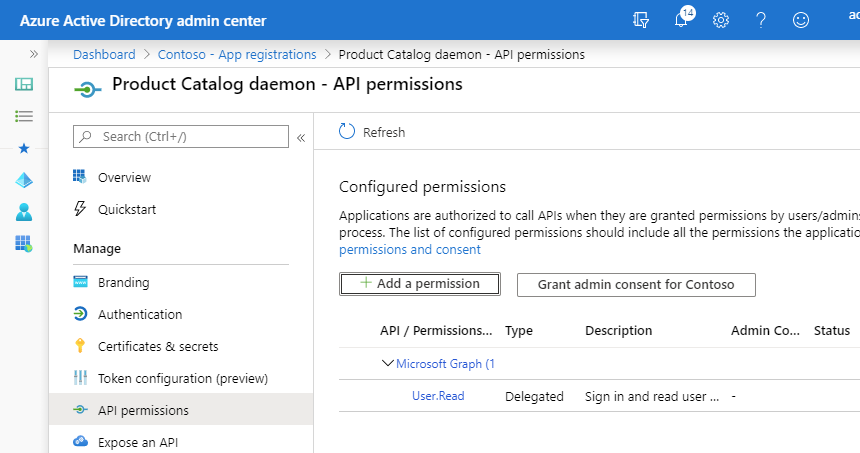 Azure Active Directory admin center
14
Dashboard > Contoso - App registrations > Product Catalog daemon - API permissions
Product Catalog daemon - API permissions
Search (Ctrl+/)
Overview
Quickstart
Manage
Branding
Authentication
Certificates & secrets
Token configuration (preview)
API permissions
Expose an API
Refresh
Configured permissions
Applications are authorized to call APIs when they are granted permissions by users/admins
process. The list of configured permissions should include all the permissions the application
permissions and consent
+ Add a permission
Grant admin consent for Contoso
API / Permissions... Type Description Admin Co... Status
Microsoft Graph (1
User.Read Delegated Sign in and read user ... -